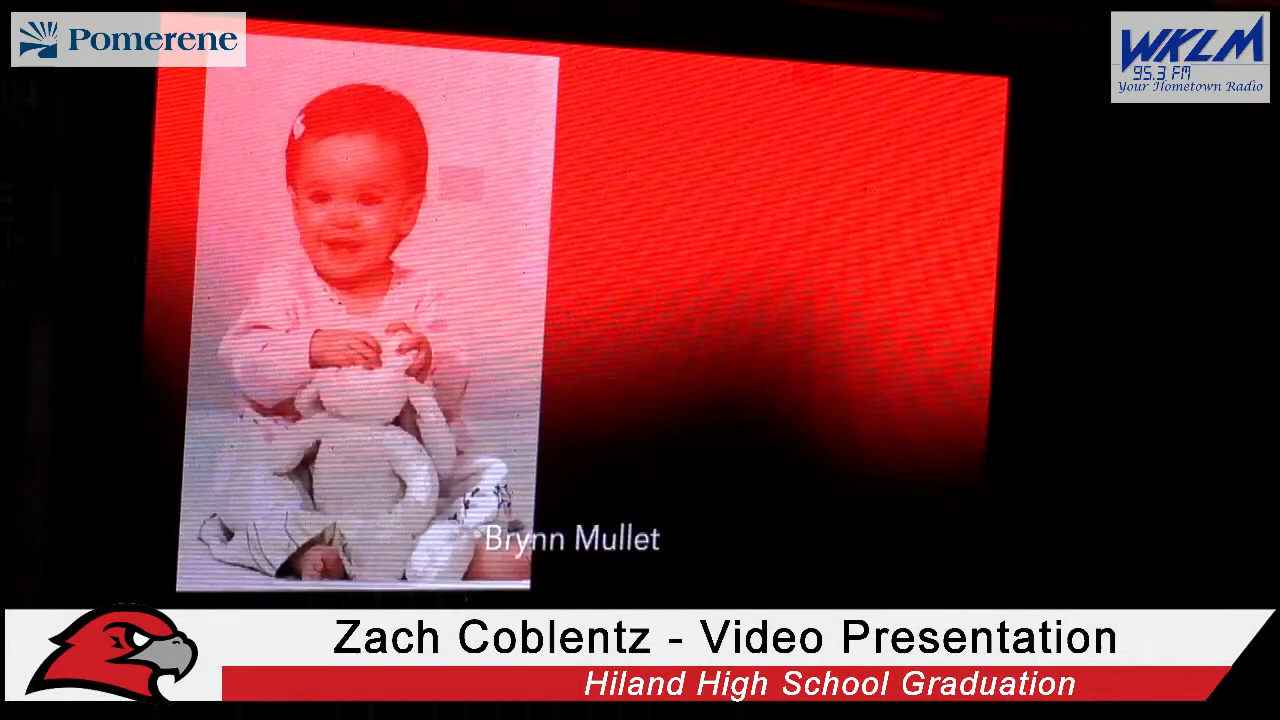 Pomerene
WKLM
95.3 FM
Your Hometown Radio
Brynn Mullet
Zach Coblentz - Video Presentation
Hiland High School Graduation